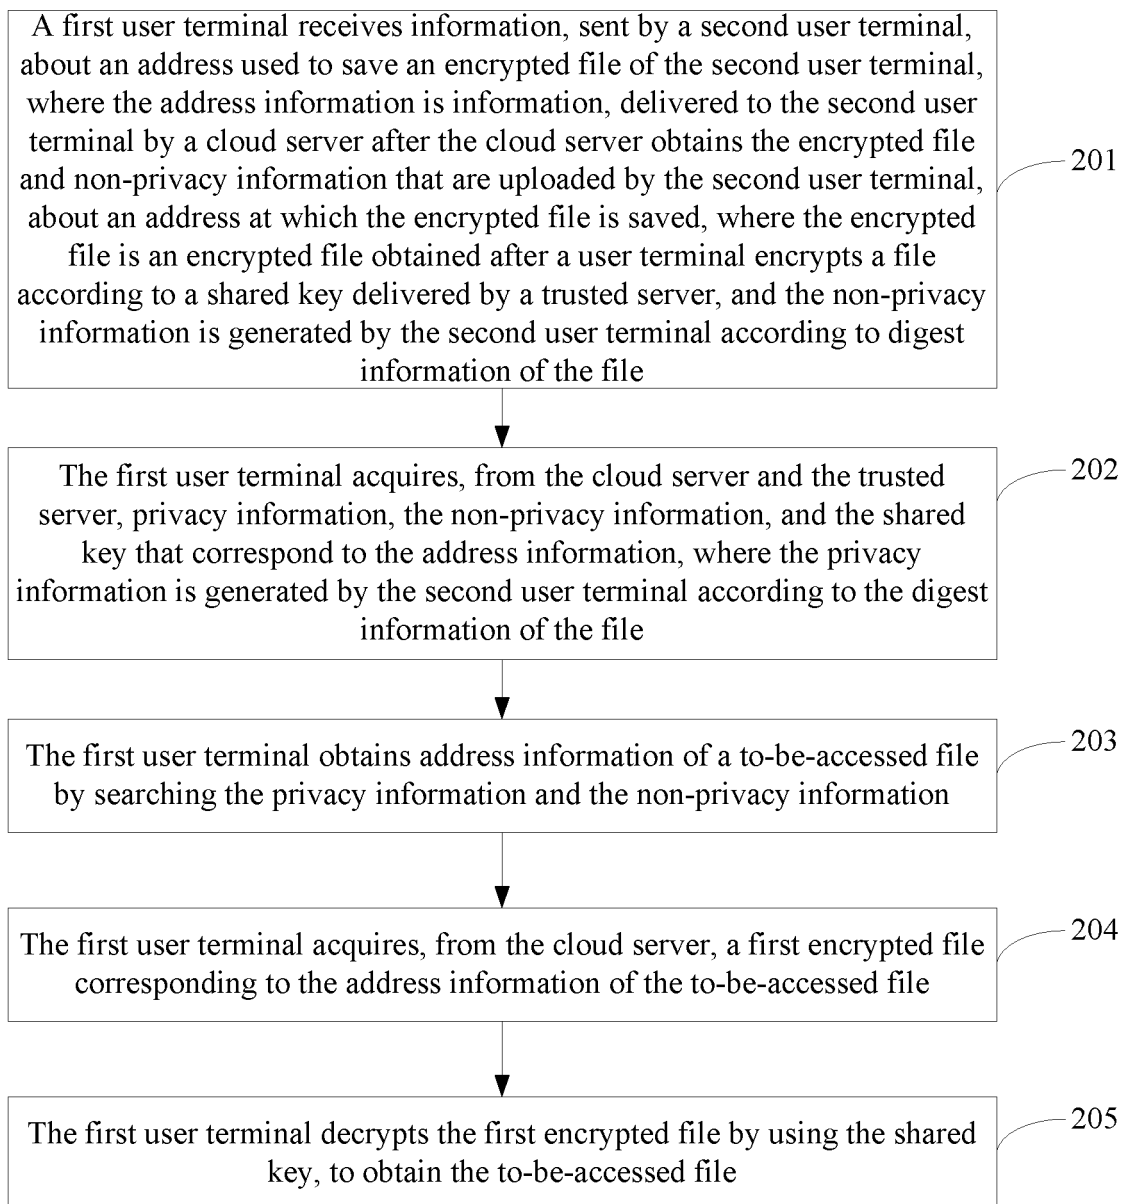 A first user terminal receives information, sent by a second user terminal,
about an address used to save an encrypted file of the second user terminal,
where the address information is information, delivered to the second user
terminal by a cloud server after the cloud server obtains the encrypted file
and non-privacy information that are uploaded by the second user terminal,
about an address at which the encrypted file is saved, where the encrypted
file is an encrypted file obtained after a user terminal encrypts a file
according to a shared key delivered by a trusted server, and the non-privacy
information is generated by the second user terminal according to digest
information of the file
201
The first user terminal acquires, from the cloud server and the trusted
server, privacy information, the non-privacy information, and the shared
key that correspond to the address information, where the privacy
information is generated by the second user terminal according to the digest
information of the file
202
The first user terminal obtains address information of a to-be-accessed file
by searching the privacy information and the non-privacy information
203
The first user terminal acquires, from the cloud server, a first encrypted file
corresponding to the address information of the to-be-accessed file
204
The first user terminal decrypts the first encrypted file by using the shared
key, to obtain the to-be-accessed file
205